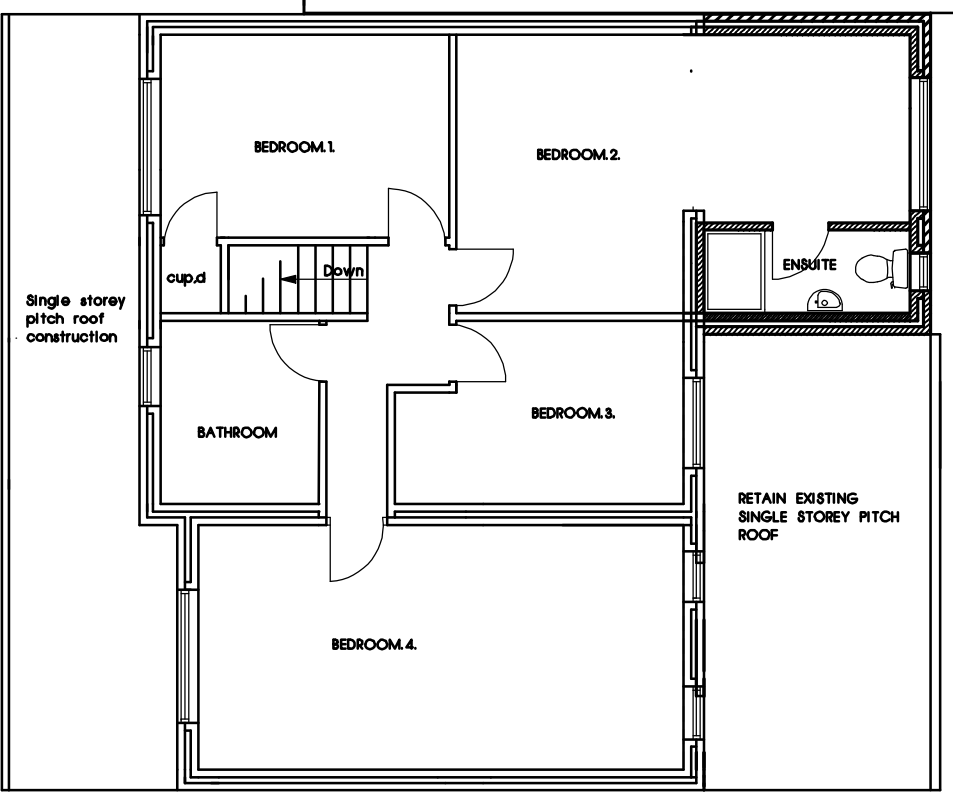 BEDROOM.1.
BEDROOM.2.
cup,d
Down
ENSUITE
Single storey
pitch roof
construction
BEDROOM.3.
BATHROOM
RETAIN EXISTING
SINGLE STOREY PITCH
ROOF
BEDROOM.4.